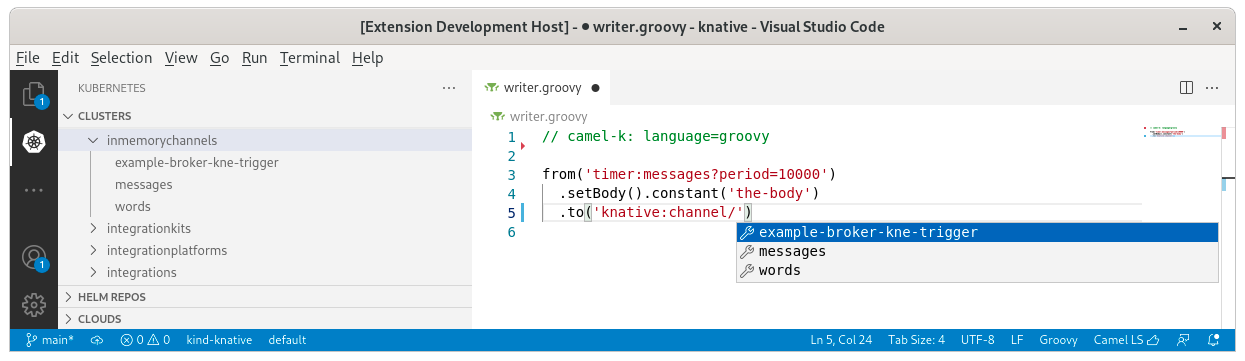 [Extension Development Host] - ● writer.groovy - knative - Visual Studio Code
File Edit Selection View Go Run Terminal Help
KUBERNETES
CLUSTERS
inmemorychannels
example-broker-kne-trigger
messages
words
integrationkits
integrationplatforms
integrations
HELM REPOS
CLOUDS
1
1
writer.groovy
writer.groovy
1 // camel-k: language=groovy
2
3 from('timer:messages?period=10000')
4 .setBody().constant('the-body')
5 .to('knative:channel/')
6
example-broker-kne-trigger
messages
words
main* 0 0 kind-knative default Ln 5, Col 24 Tab Size: 4 UTF-8 LF Groovy Camel LS